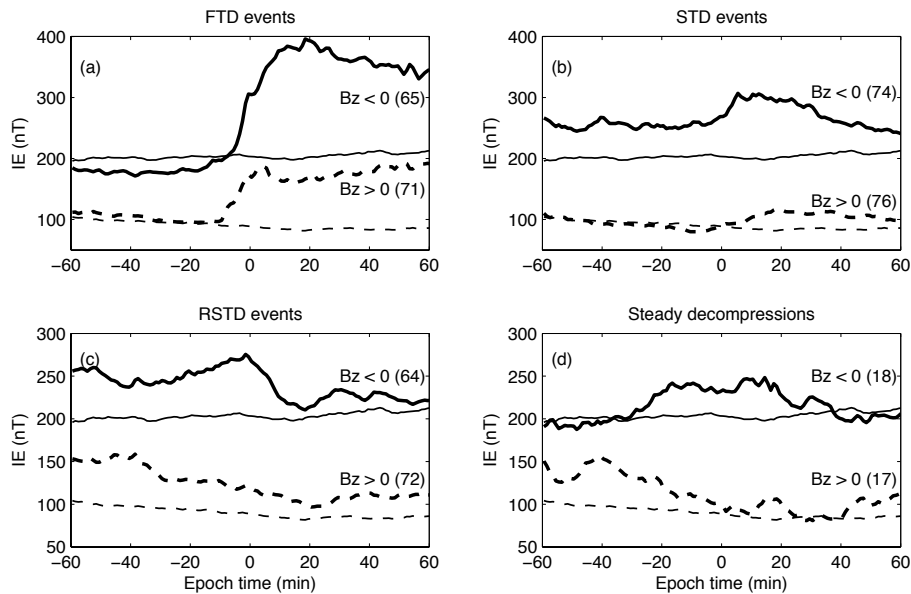 FTD events
400
300
200
100
IE (nT)
(a)
Bz < 0 (65)
Bz > 0 (71)
−60 −40 −20 0 20 40 60
STD events
400
300
200
100
IE (nT)
(b)
Bz < 0 (74)
Bz > 0 (76)
−60 −40 −20 0 20 40 60
RSTD events
300
250
200
150
100
50
IE (nT)
(c)
Bz < 0 (64)
Bz > 0 (72)
−60 −40 −20 0 20 40 60
Epoch time (min)
Steady decompressions
300
250
200
150
100
50
IE (nT)
(d)
Bz < 0 (18)
Bz > 0 (17)
−60 −40 −20 0 20 40 60
Epoch time (min)